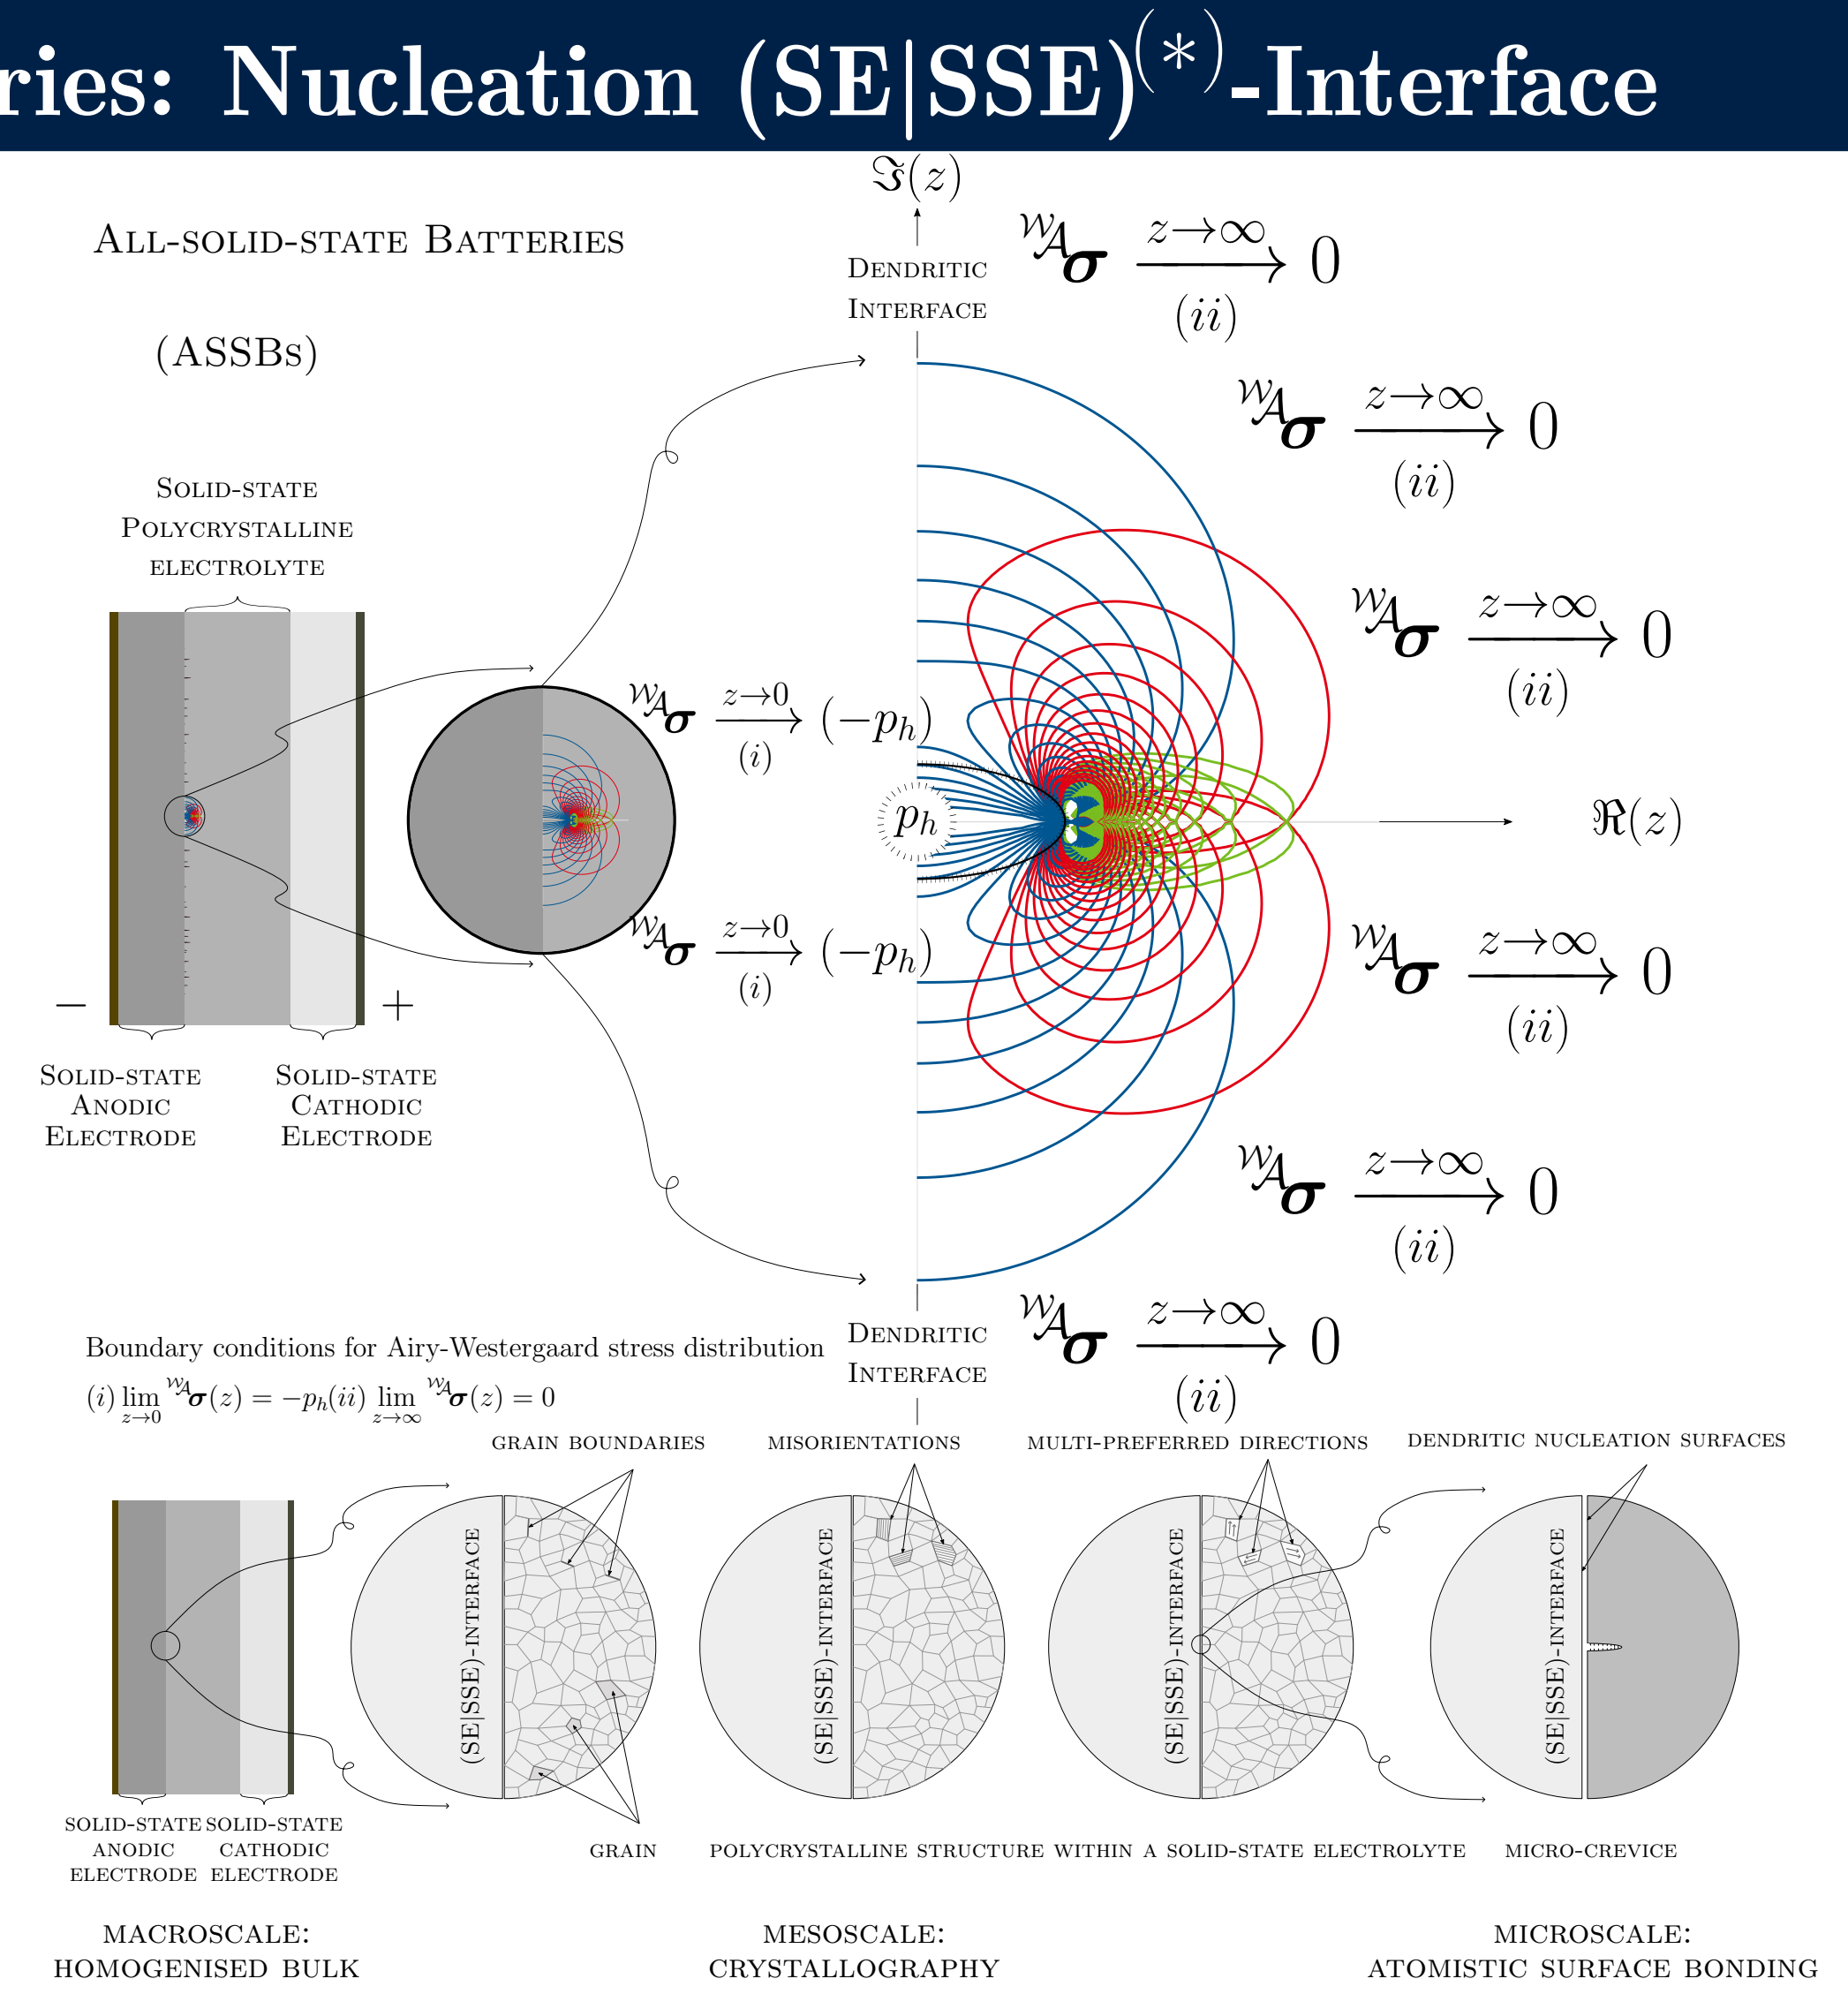 ries: Nucleation (SE|SSE)^(*)-Interface
ℑ(z)
All-solid-state Batteries
(ASSBs)
Dendritic
Interface
𝒲𝒜σ z→∞ (ii) → 0
𝒲𝒜σ z→∞ (ii) → 0
Solid-state
Polycrystalline
electrolyte
𝒲𝒜σ z→∞ (ii) → 0
𝒲𝒜σ z→0 (i) → (−p_h)
p_h
ℜ(z)
𝒲𝒜σ z→0 (i) → (−p_h)
𝒲𝒜σ z→∞ (ii) → 0
− +
Solid-state
Anodic
Electrode
Solid-state
Cathodic
Electrode
𝒲𝒜σ z→∞ (ii) → 0
Dendritic
Interface
𝒲𝒜σ z→∞ (ii) → 0
Boundary conditions for Airy-Westergaard stress distribution
(i) lim z→0 𝒲𝒜σ(z) = −p_h (ii) lim z→∞ 𝒲𝒜σ(z) = 0
grain boundaries
misorientations
multi-preferred directions
dendritic nucleation surfaces
(SE|SSE)-interface
(SE|SSE)-interface
(SE|SSE)-interface
(SE|SSE)-interface
solid-state
anodic
electrode
solid-state
cathodic
electrode
grain
polycrystalline structure within a solid-state electrolyte
micro-crevice
macroscale:
homogenised bulk
mesoscale:
crystallography
microscale:
atomistic surface bonding